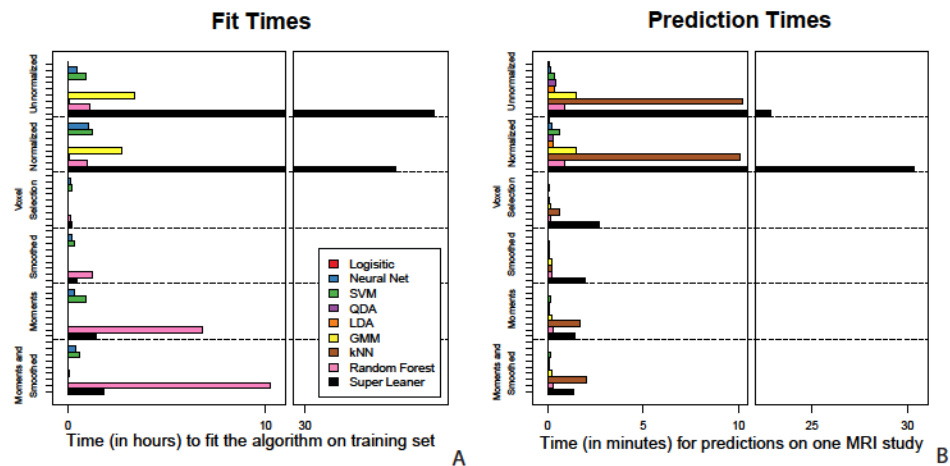 Fit Times
Prediction Times
Unnormalized
Normalized
Voxel
Selection
Smoothed
Moments
Moments and
Smoothed
Logisitic
Neural Net
SVM
QDA
LDA
GMM
kNN
Random Forest
Super Leaner
0
10
30
Time (in hours) to fit the algorithm on training set
A
Unnormalized
Normalized
Voxel
Selection
Smoothed
Moments
Moments and
Smoothed
0
5
10
25
30
Time (in minutes) for predictions on one MRI study
B